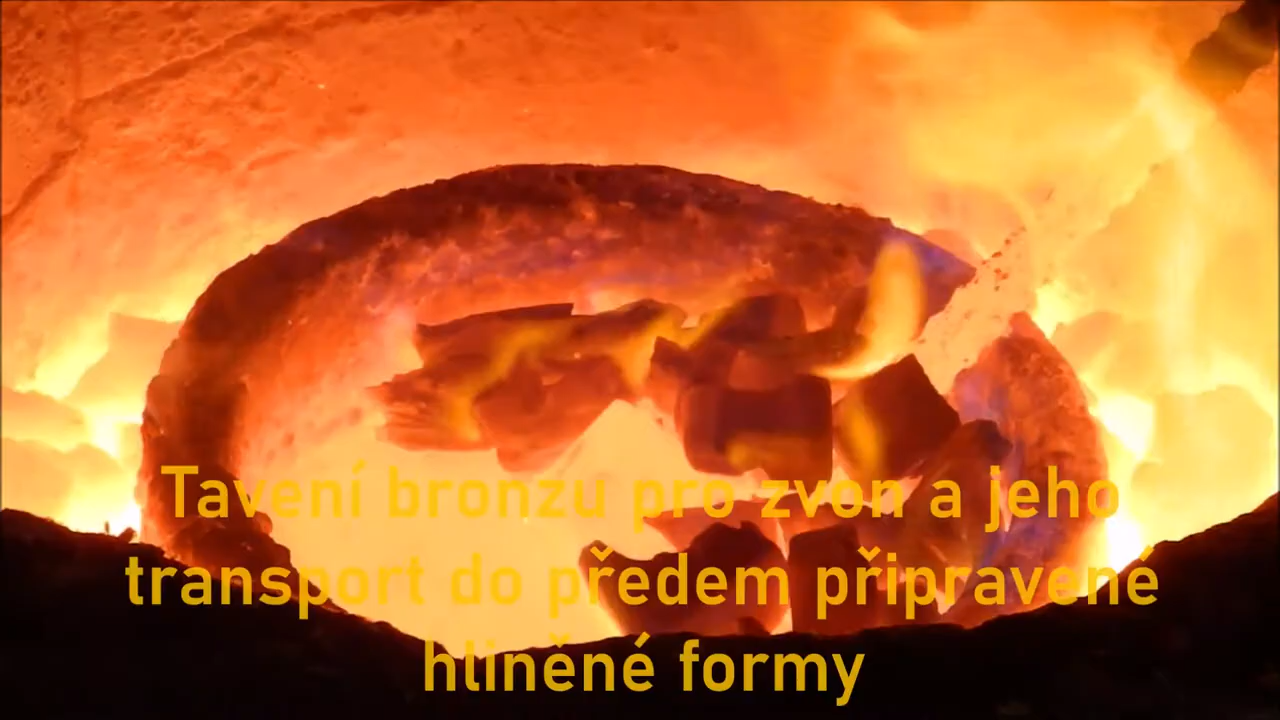 Tavení bronzu pro zvon a jeho
transport do předem připravené
hliněné formy